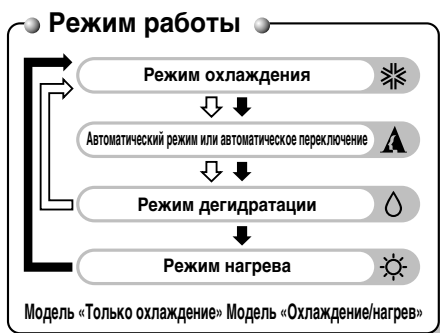 Режим работы
Режим охлаждения
Автоматический режим или автоматическое переключение
Режим дегидратации
Режим нагрева
Модель «Только охлаждение» Модель «Охлаждение/нагрев»